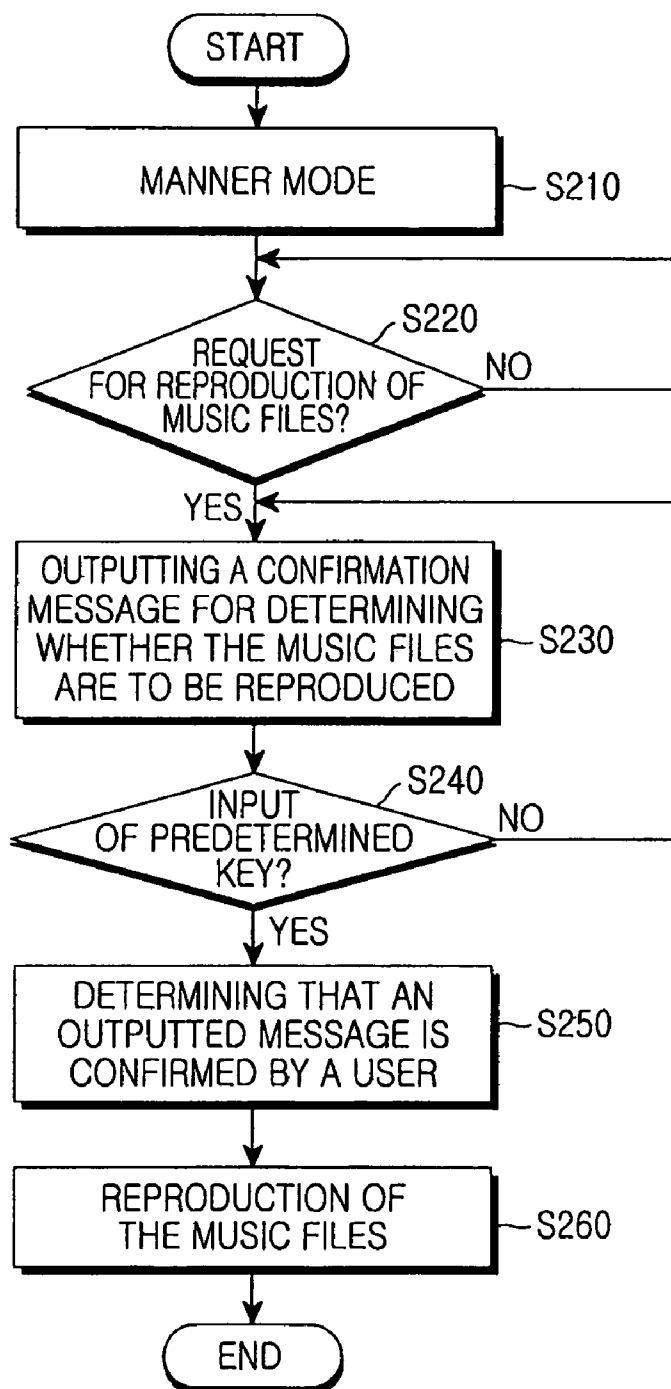 START
MANNER MODE
S210
S220
REQUEST
FOR REPRODUCTION OF
MUSIC FILES?
NO
YES
OUTPUTTING A CONFIRMATION
MESSAGE FOR DETERMINING
WHETHER THE MUSIC FILES
ARE TO BE REPRODUCED
S230
S240
INPUT
OF PREDETERMINED
KEY?
NO
YES
DETERMINING THAT AN
OUTPUTTED MESSAGE IS
CONFIRMED BY A USER
S250
REPRODUCTION OF
THE MUSIC FILES
S260
END